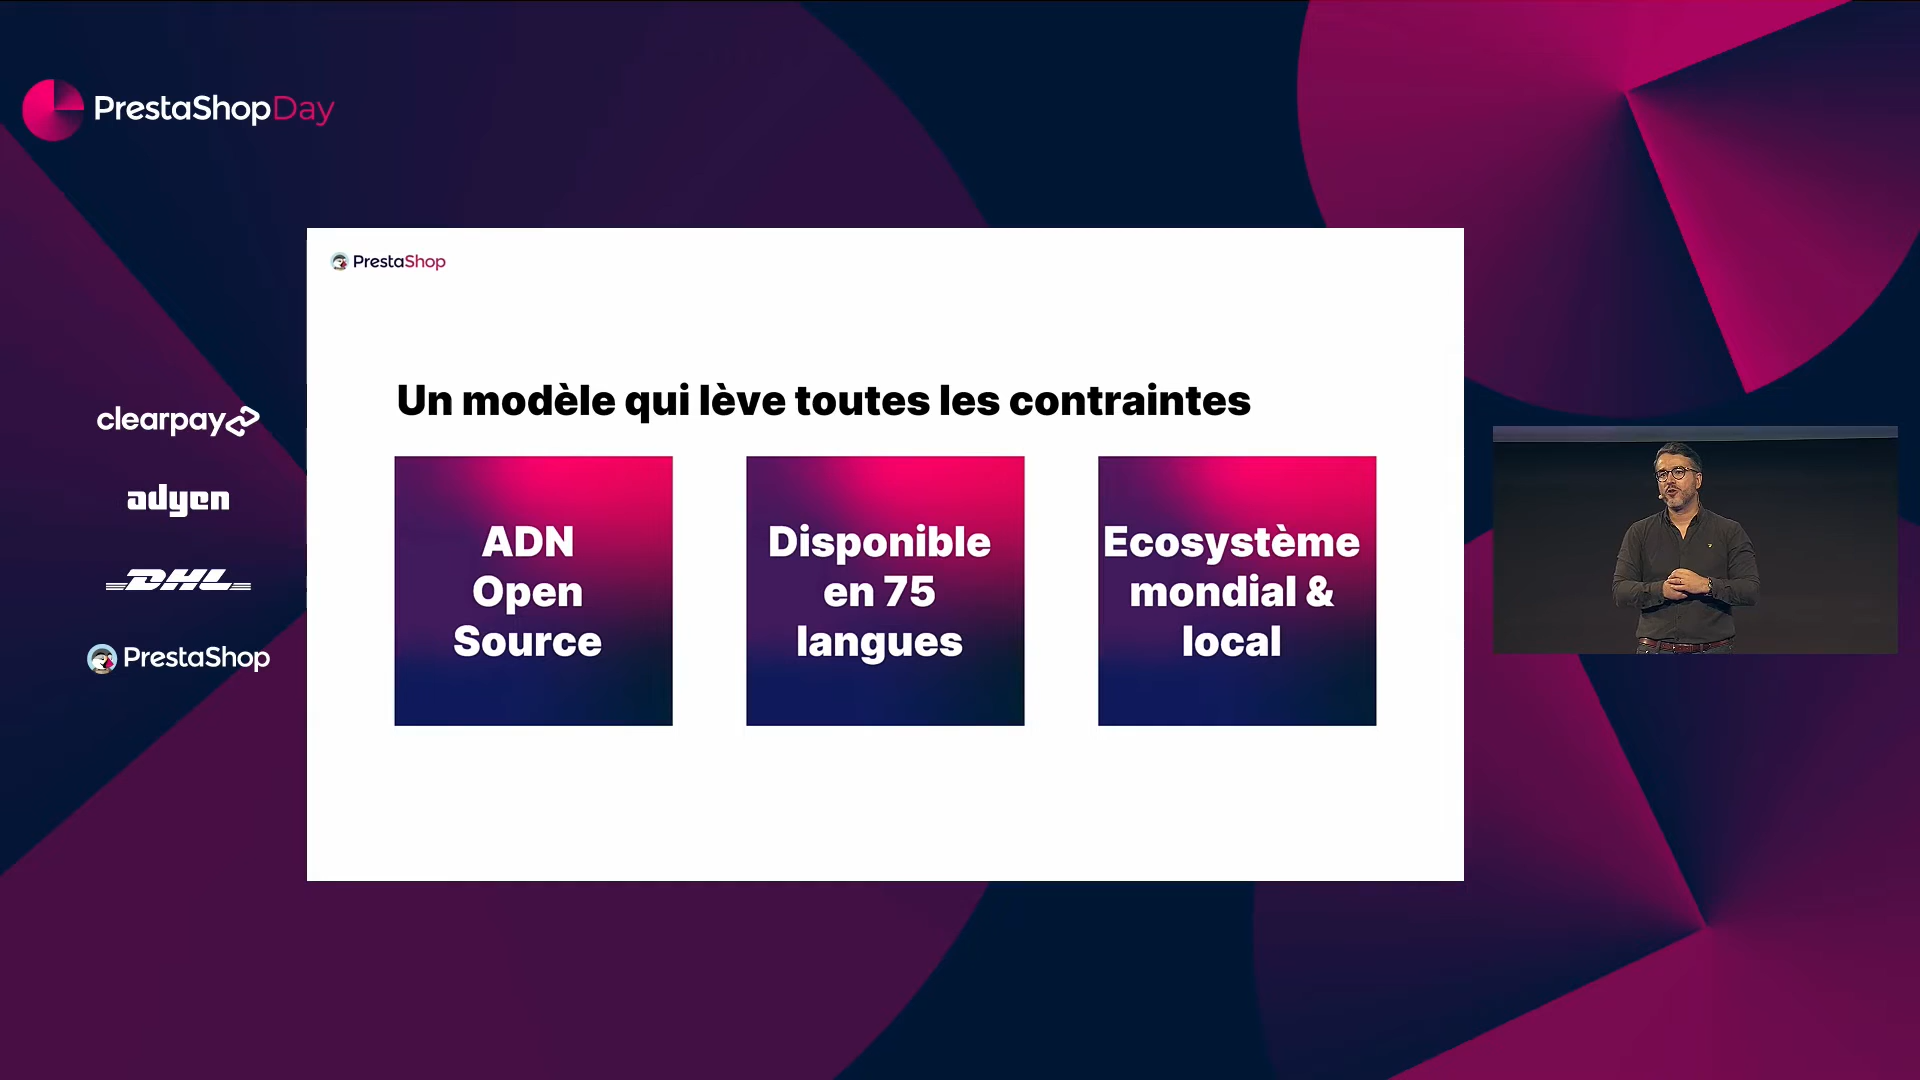 PrestaShopDay
PrestaShop
Un modèle qui lève toutes les contraintes
ADN
Open
Source
Disponible
en 75
langues
Ecosystème
mondial &
local
clearpay
adyen
DHL
PrestaShop